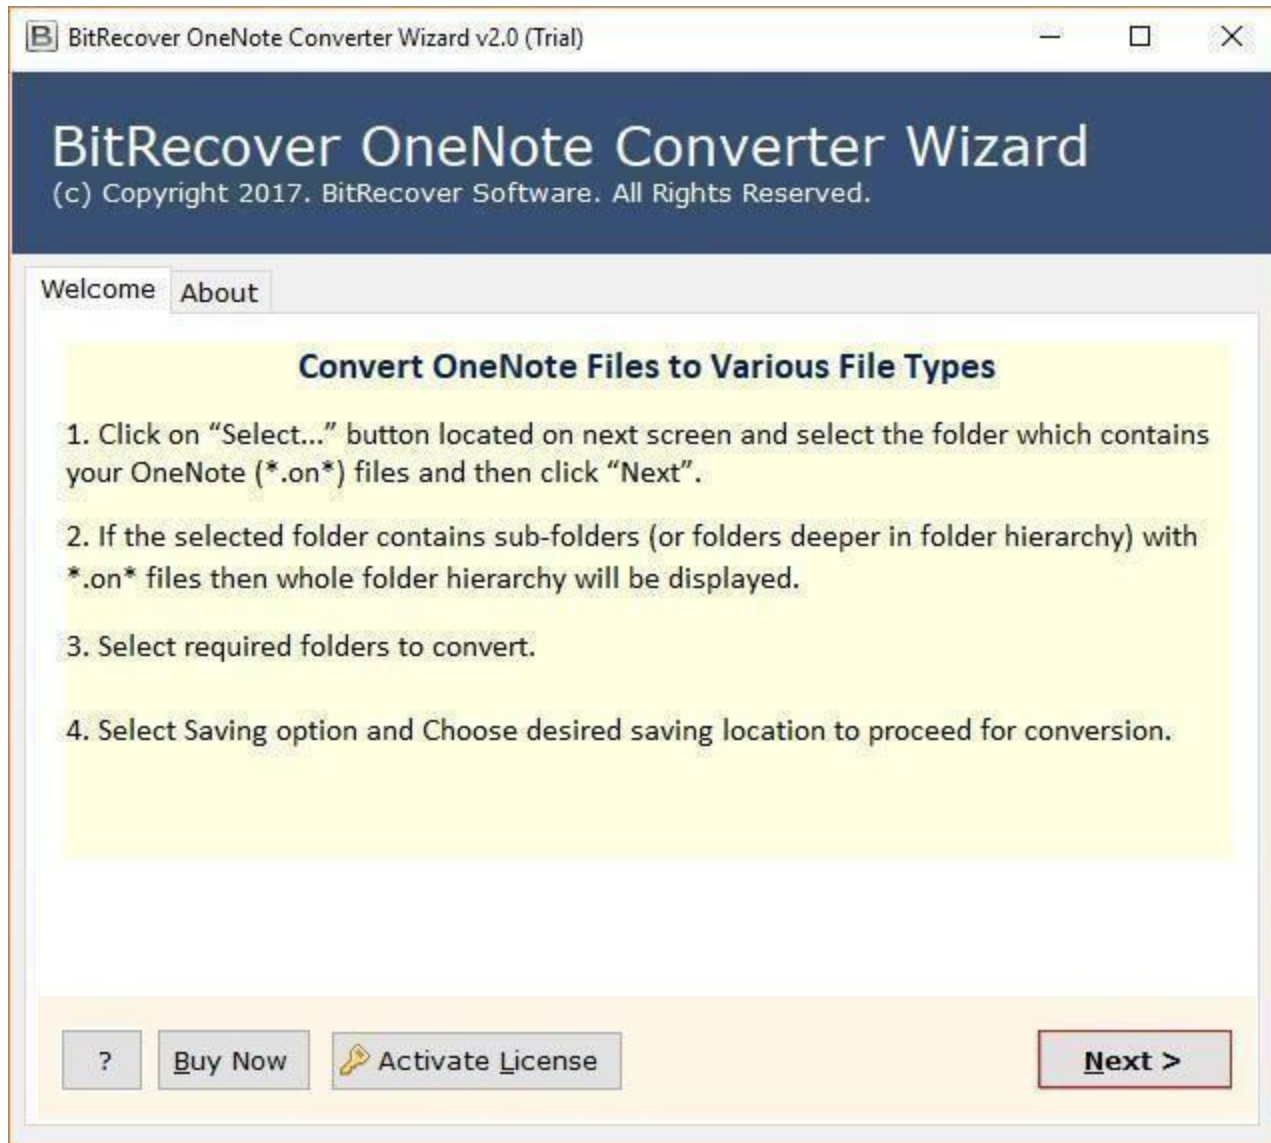 BitRecover OneNote Converter Wizard v2.0 (Trial)
BitRecover OneNote Converter Wizard
(c) Copyright 2017. BitRecover Software. All Rights Reserved.
Welcome About
Convert OneNote Files to Various File Types
1. Click on “Select...” button located on next screen and select the folder which contains
your OneNote (*.on*) files and then click “Next”.
2. If the selected folder contains sub-folders (or folders deeper in folder hierarchy) with
*.on* files then whole folder hierarchy will be displayed.
3. Select required folders to convert.
4. Select Saving option and Choose desired saving location to proceed for conversion.
? Buy Now Activate License Next >